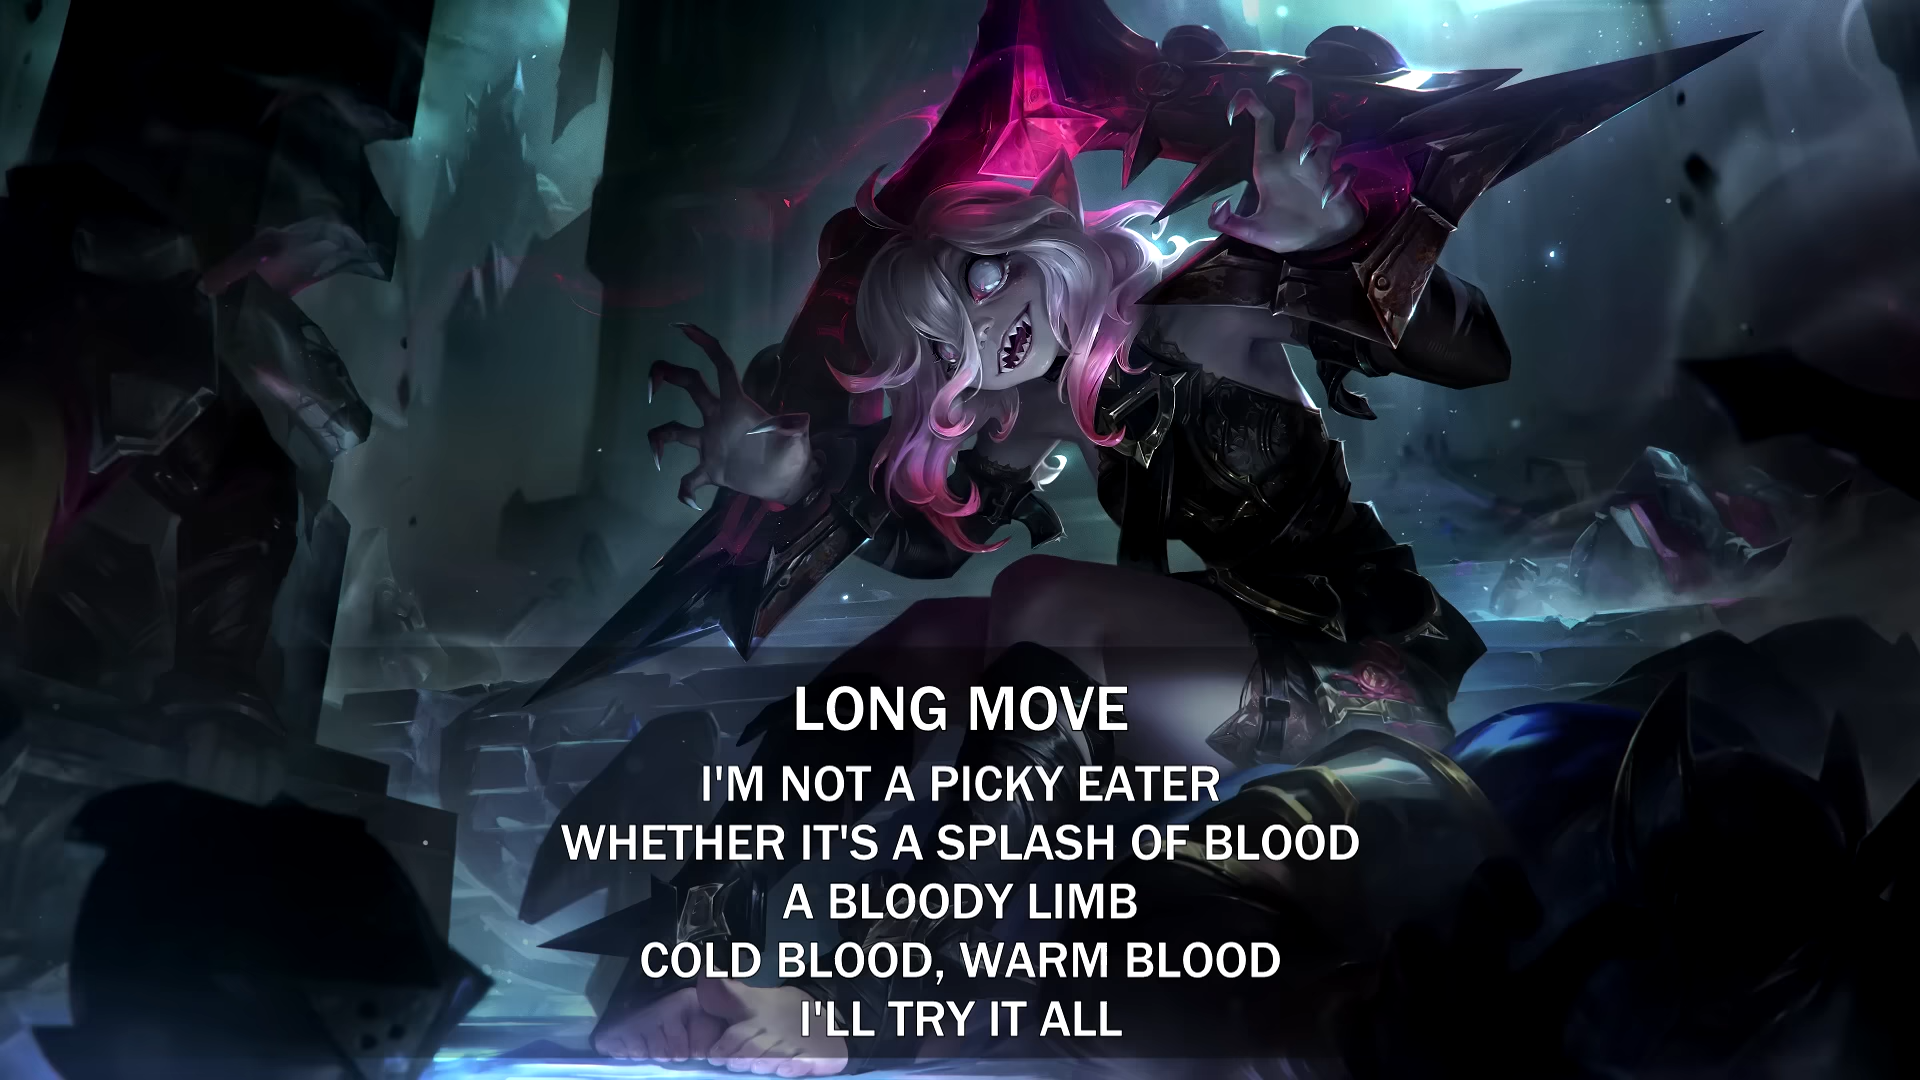 LONG MOVE
I'M NOT A PICKY EATER
WHETHER IT'S A SPLASH OF BLOOD
A BLOODY LIMB
COLD BLOOD, WARM BLOOD
I'LL TRY IT ALL